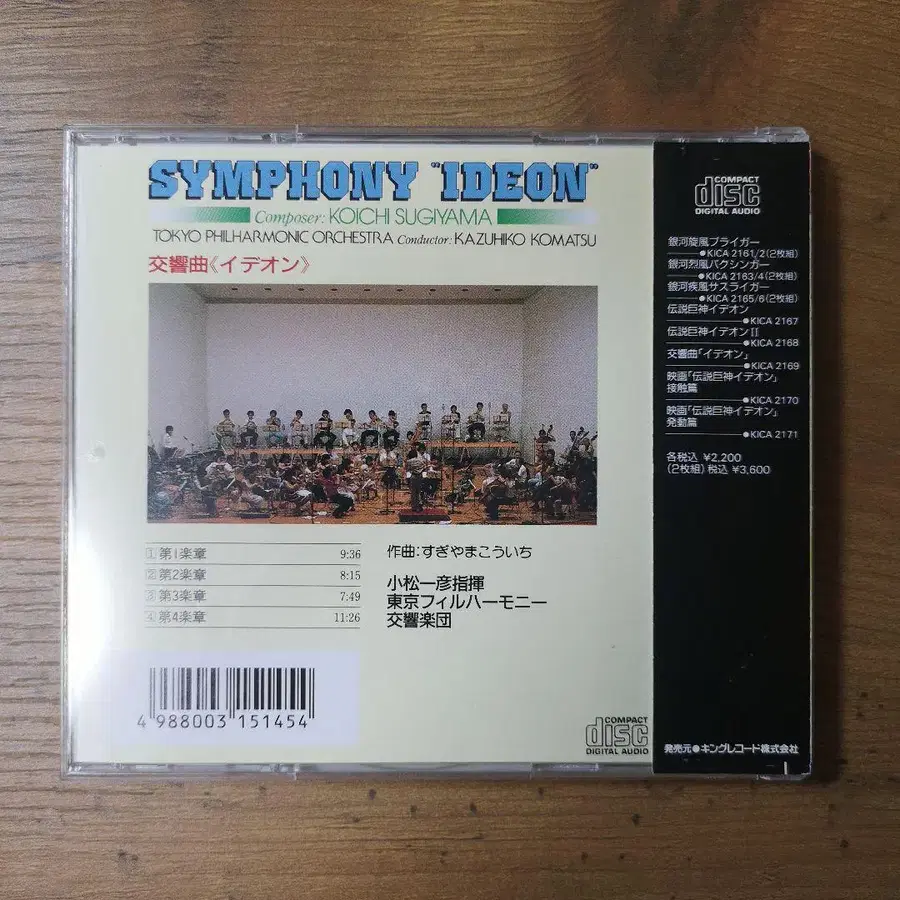 SYMPHONY "IDEON"
Composer: KOICHI SUGIYAMA
TOKYO PHILHARMONIC ORCHESTRA Conductor: KAZUHIKO KOMATSU
交響曲《イデオン》
1 第1楽章 9:36
2 第2楽章 8:15
3 第3楽章 7:49
4 第4楽章 11:26
作曲:すぎやまこういち
小松一彦指揮
東京フィルハーモニー
交響楽団
4 988003 151454
COMPACT
disc
DIGITAL AUDIO
COMPACT
disc
DIGITAL AUDIO
銀河旋風ブライガー
●KICA 2161/2(2枚組)
銀河烈風バクシンガー
●KICA 2163/4(2枚組)
銀河疾風サスライガー
●KICA 2165/6(2枚組)
伝説巨神イデオン
●KICA 2167
伝説巨神イデオンII
●KICA 2168
交響曲「イデオン」
●KICA 2169
映画「伝説巨神イデオン」
接触篇
●KICA 2170
映画「伝説巨神イデオン」
発動篇
●KICA 2171
各税込 ¥2,200
(2枚組) 税込 ¥3,600
発売元●キングレコード株式会社